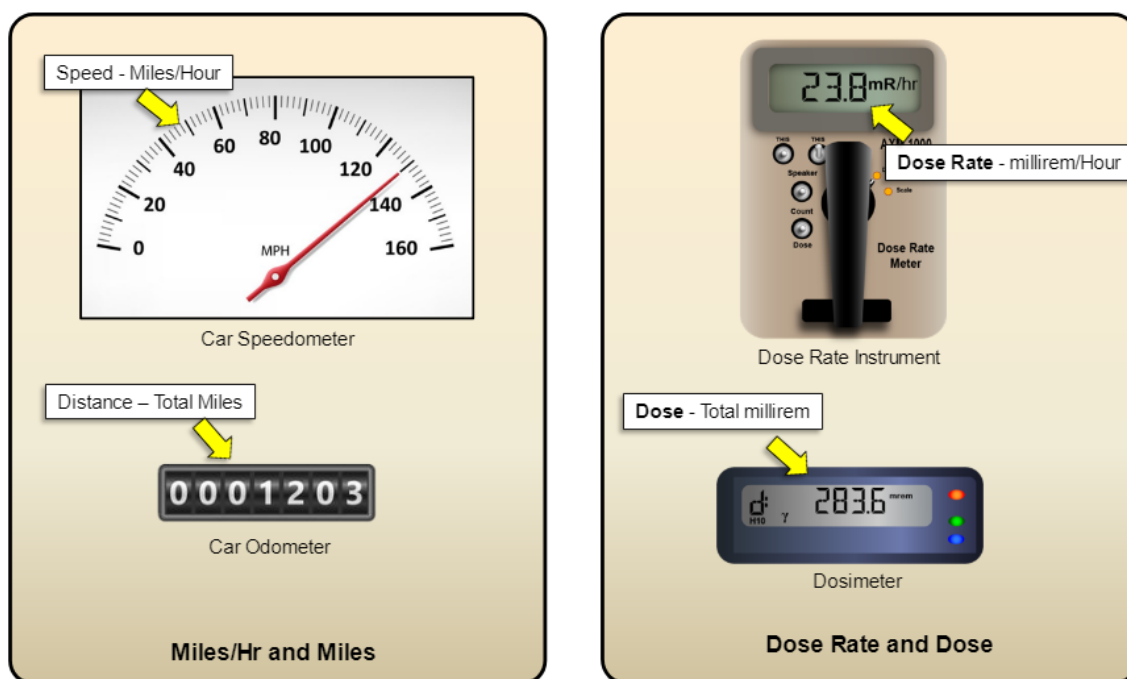 Speed - Miles/Hour
0
20
40
60
80
100
120
140
160
MPH
Car Speedometer
Distance – Total Miles
0001203
Car Odometer
Miles/Hr and Miles
23.8 mR/hr
THIS
THIS
Dose Rate - millirem/Hour
Speaker
Scale
Count
Dose
Dose Rate
Meter
Dose Rate Instrument
Dose - Total millirem
d:
H10
γ
283.6 mrem
Dosimeter
Dose Rate and Dose